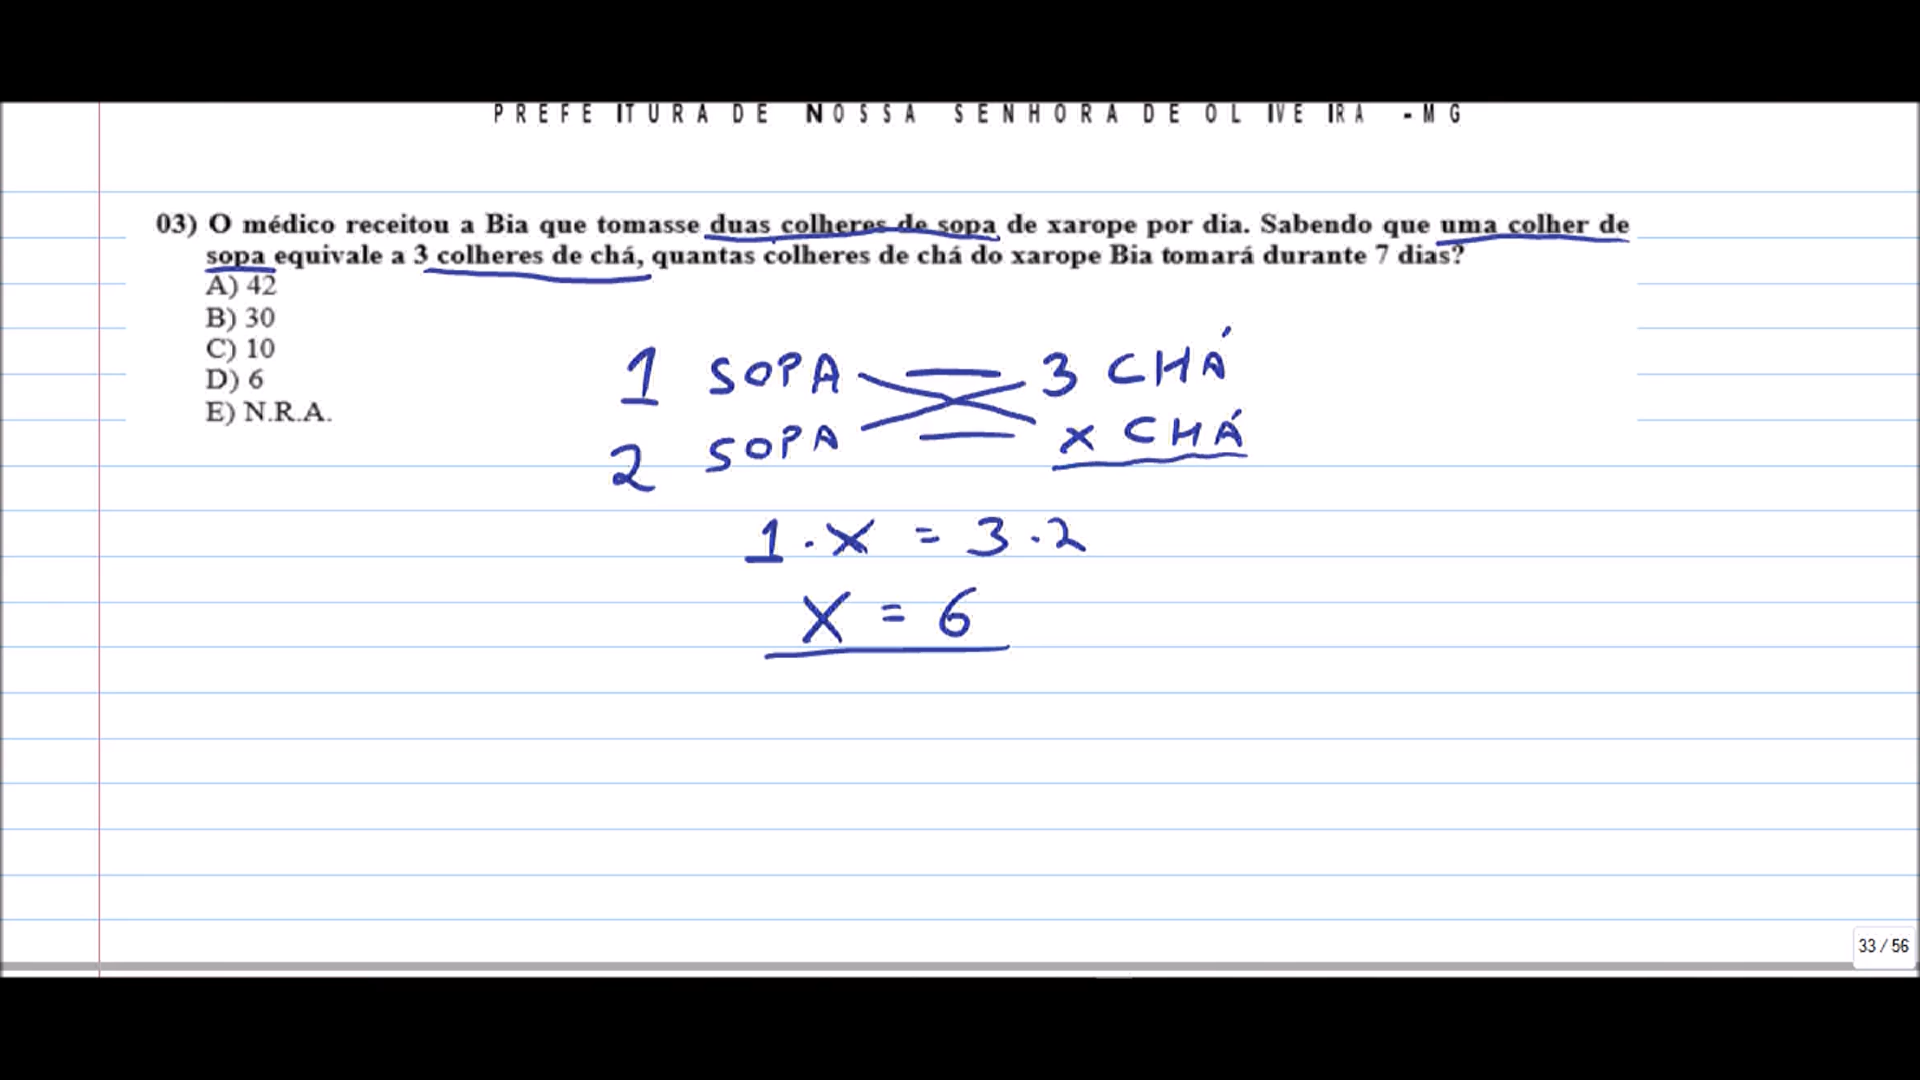 PREFEITURA DE NOSSA SENHORA DE OLIVEIRA - MG
03) O médico receitou a Bia que tomasse duas colheres de sopa de xarope por dia. Sabendo que uma colher de
sopa equivale a 3 colheres de chá, quantas colheres de chá do xarope Bia tomará durante 7 dias?
A) 42
B) 30
C) 10
D) 6
E) N.R.A.
1 SOPA = 3 CHÁ
2 SOPA = x CHÁ
1 · x = 3 · 2
x = 6
33 / 56